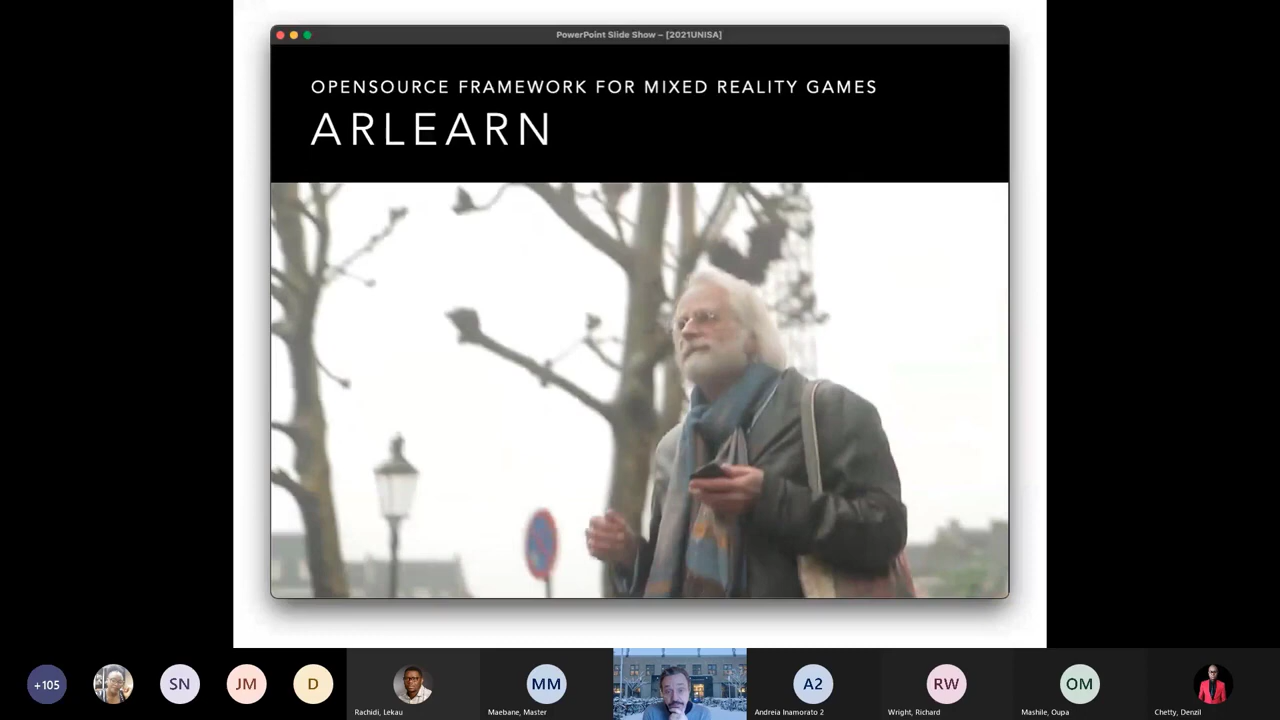 PowerPoint Slide Show – [2021UNISA]
OPENSOURCE FRAMEWORK FOR MIXED REALITY GAMES
ARLEARN
+105
SN
JM
D
Rachidi, Lekau
MM
Maebane, Master
A2
Andreia Inamorato 2
RW
Wright, Richard
OM
Mashile, Oupa
Chetty, Denzil